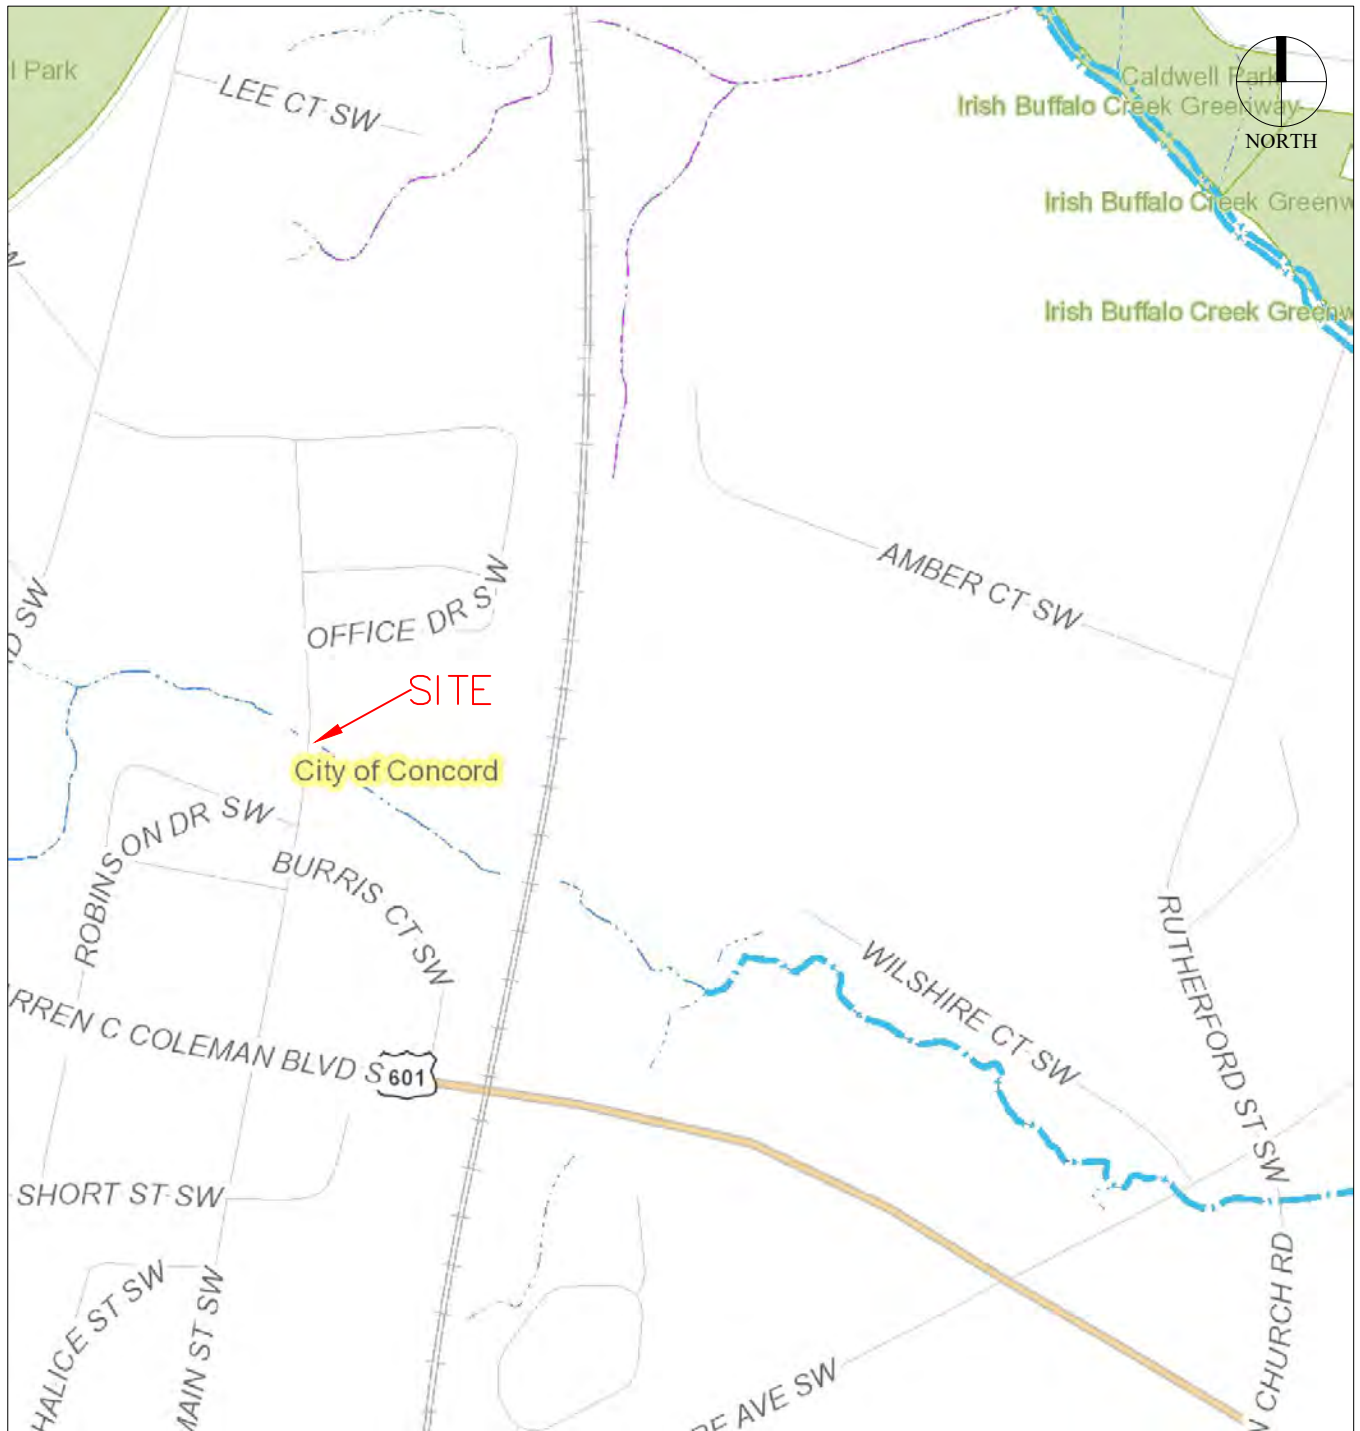 l Park
LEE CT SW
Caldwell Park
Irish Buffalo Creek Greenway
NORTH
Irish Buffalo Creek Greenw
Irish Buffalo Creek Greenw
AMBER CT SW
D SW
OFFICE DR SW
SITE
City of Concord
ROBINSON DR SW
BURRIS CT SW
RUTHERFORD ST SW
WILSHIRE CT SW
RREN C COLEMAN BLVD S
601
SHORT ST SW
HALICE ST SW
MAIN ST SW
RE AVE SW
CHURCH RD